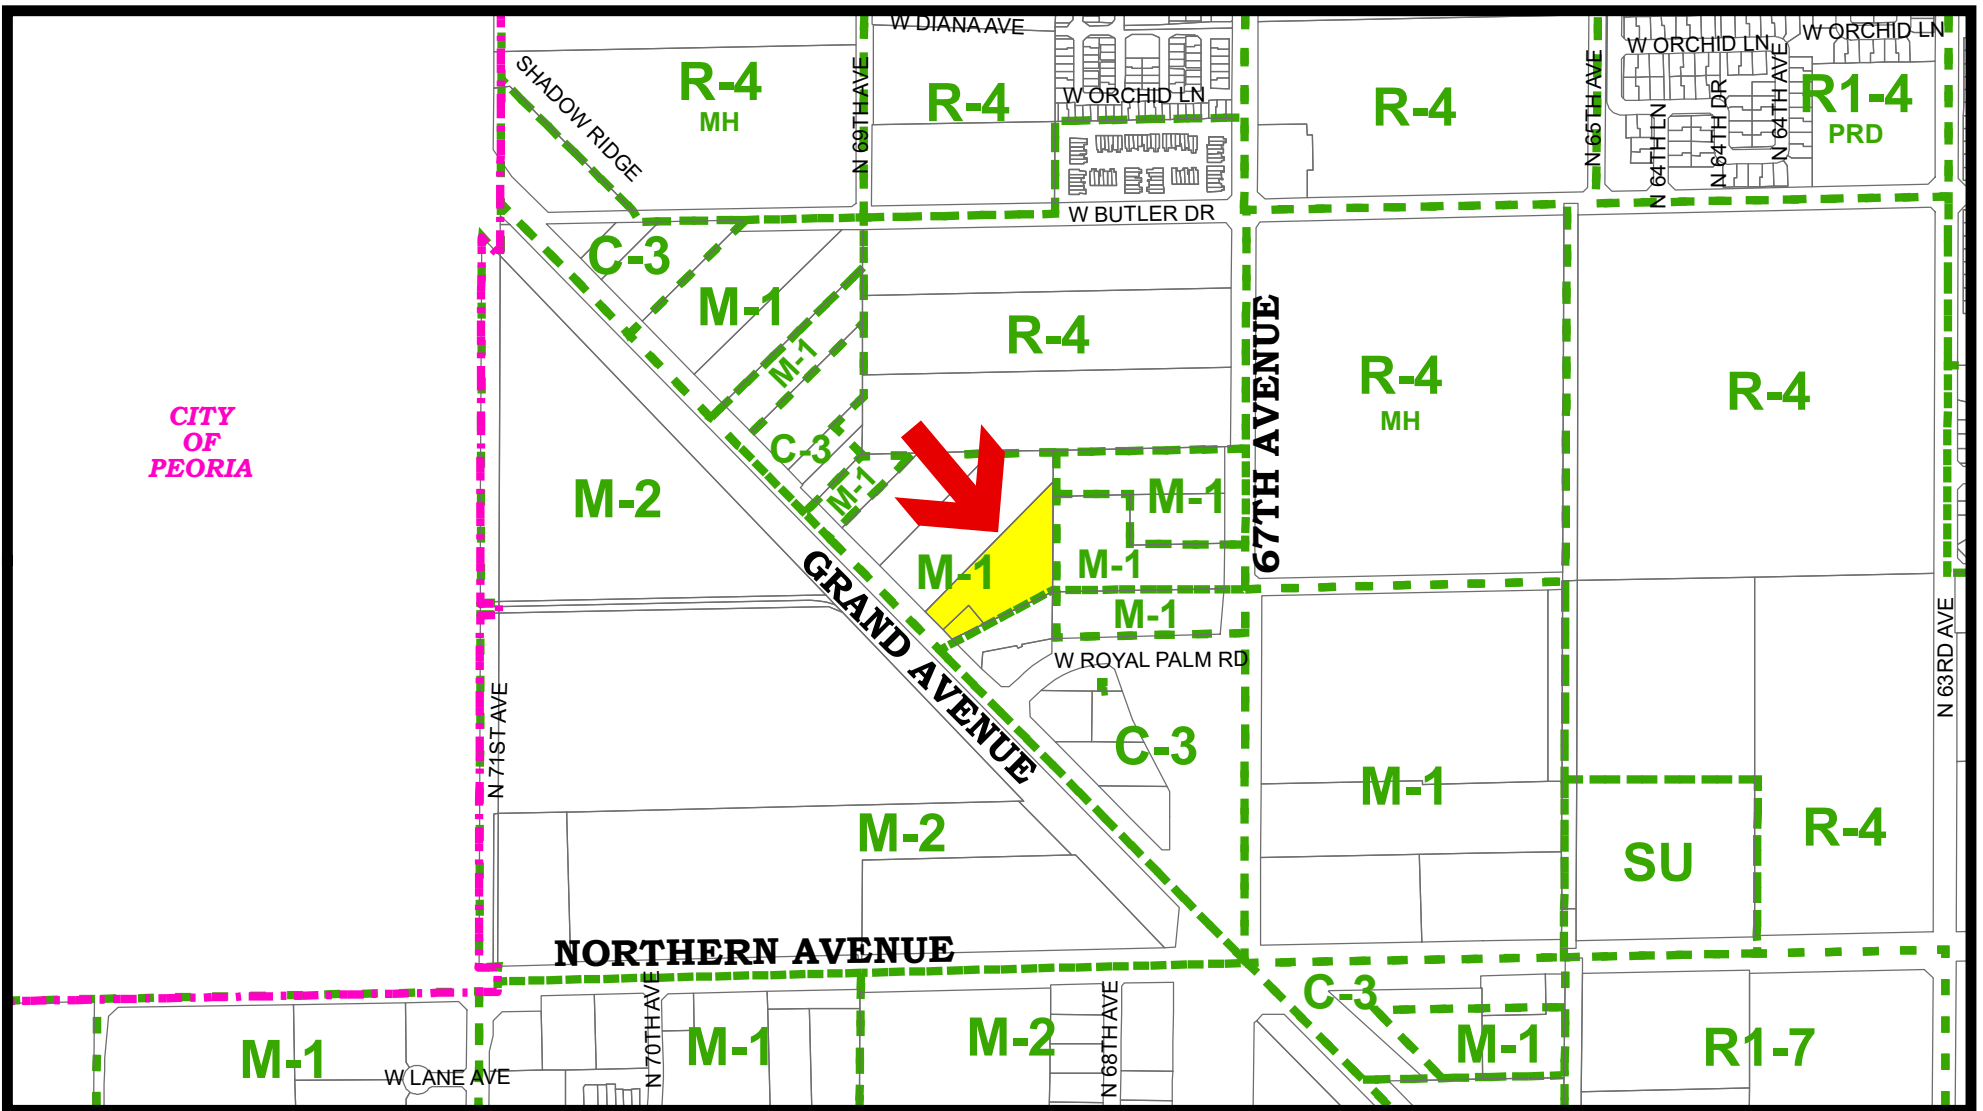 W DIANA AVE
W ORCHID LN
W ORCHID LN
SHADOW RIDGE
R-4
MH
N 69TH AVE
R-4
W ORCHID LN
R-4
N 65TH AVE
N 64TH LN
N 64TH DR
N 64TH AVE
R1-4
PRD
W BUTLER DR
C-3
M-1
M-1
R-4
67TH AVENUE
R-4
MH
R-4
CITY
OF
PEORIA
C-3
M-1
M-2
M-1
M-1
M-1
M-1
GRAND AVENUE
W ROYAL PALM RD
N 63RD AVE
N 71ST AVE
C-3
M-1
M-2
SU
R-4
NORTHERN AVENUE
C-3
N 70TH AVE
N 68TH AVE
M-1
M-1
M-2
M-1
R1-7
W LANE AVE